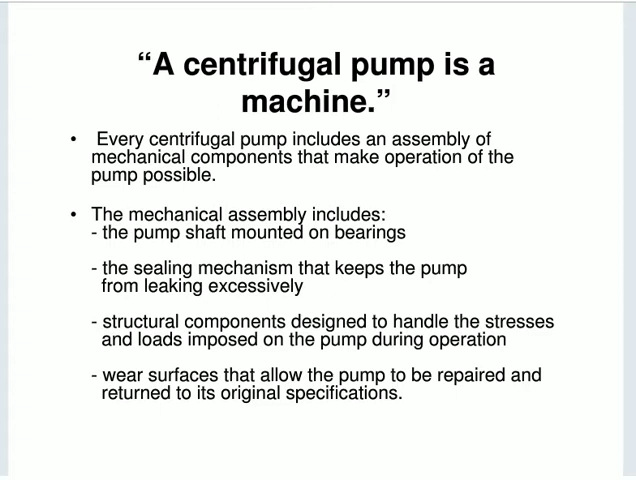 “A centrifugal pump is a
machine.”
• Every centrifugal pump includes an assembly of
mechanical components that make operation of the
pump possible.
• The mechanical assembly includes:
- the pump shaft mounted on bearings
- the sealing mechanism that keeps the pump
from leaking excessively
- structural components designed to handle the stresses
and loads imposed on the pump during operation
- wear surfaces that allow the pump to be repaired and
returned to its original specifications.